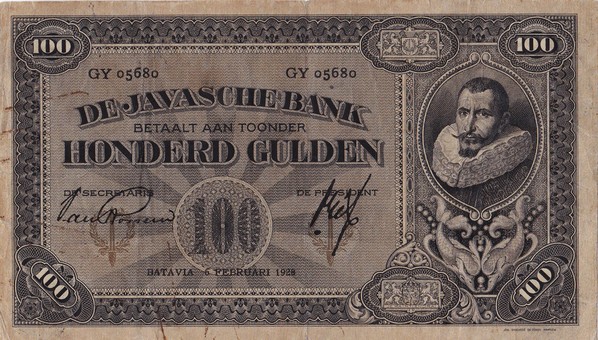 100 100
GY 05680 GY 05680
DE JAVASCHE BANK
BETAALT AAN TOONDER
HONDERD GULDEN
DE SECRETARIS DE PRESIDENT
100
BATAVIA 6 FEBRUARI 1928
100 100